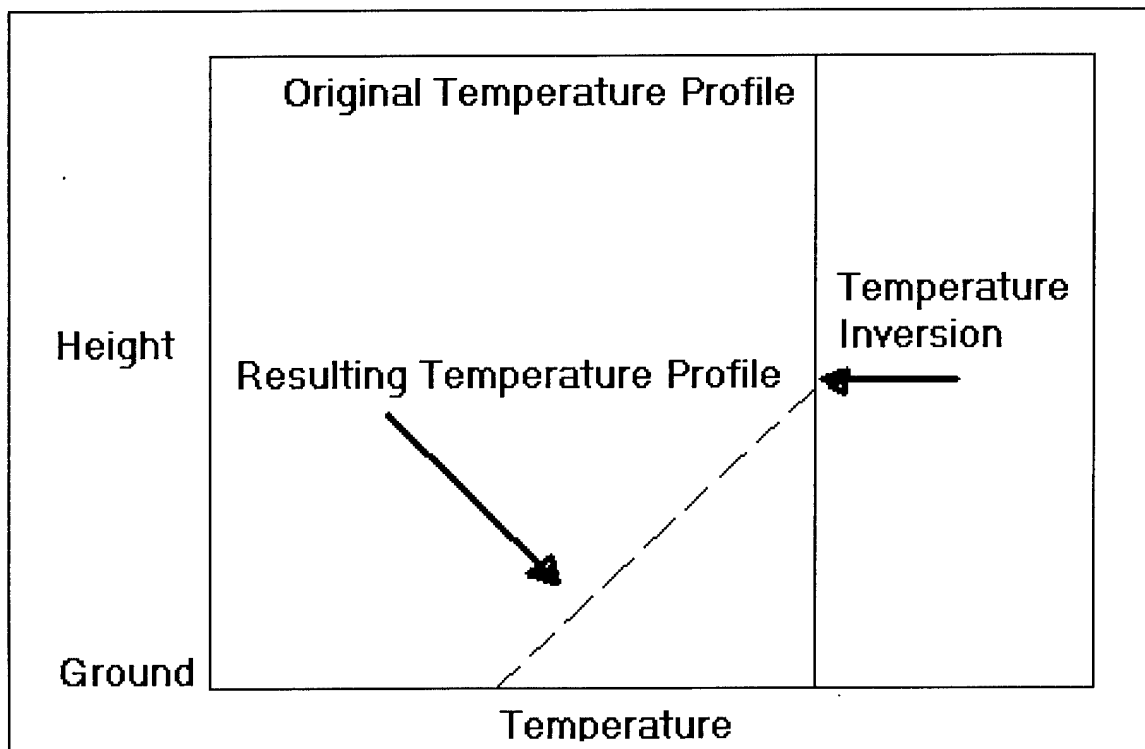 Original Temperature Profile
Temperature
Inversion
Height
Resulting Temperature Profile
Ground
Temperature